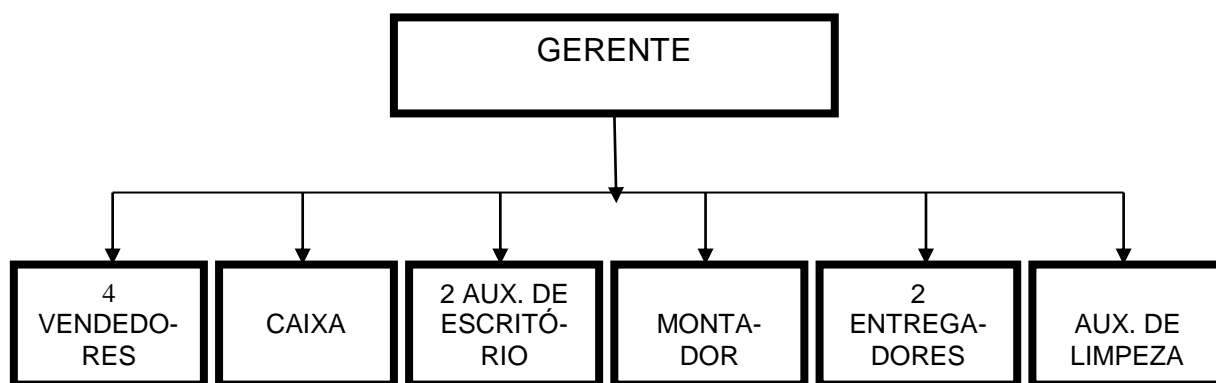 GERENTE
4
VENDEDO-
RES
CAIXA
2 AUX. DE
ESCRITÓ-
RIO
MONTA-
DOR
2
ENTREGA-
DORES
AUX. DE
LIMPEZA